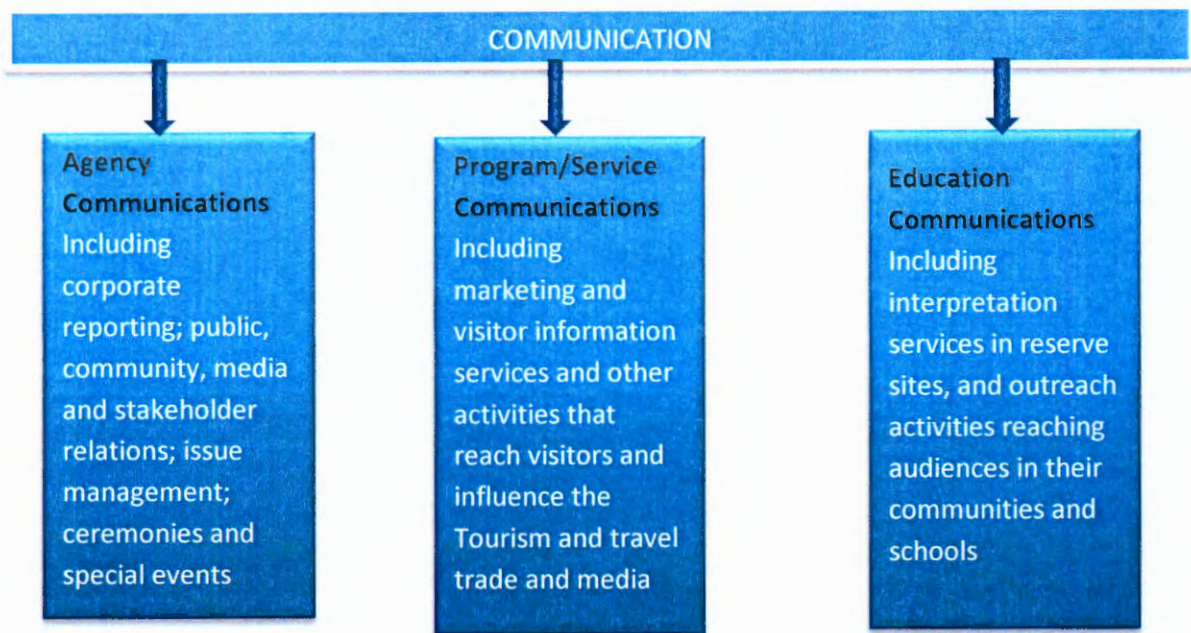 COMMUNICATION
Agency
Communications
Including
corporate
reporting; public,
community, media
and stakeholder
relations; issue
management;
ceremonies and
special events
Program/Service
Communications
Including
marketing and
visitor information
services and other
activities that
reach visitors and
influence the
Tourism and travel
trade and media
Education
Communications
Including
interpretation
services in reserve
sites, and outreach
activities reaching
audiences in their
communities and
schools